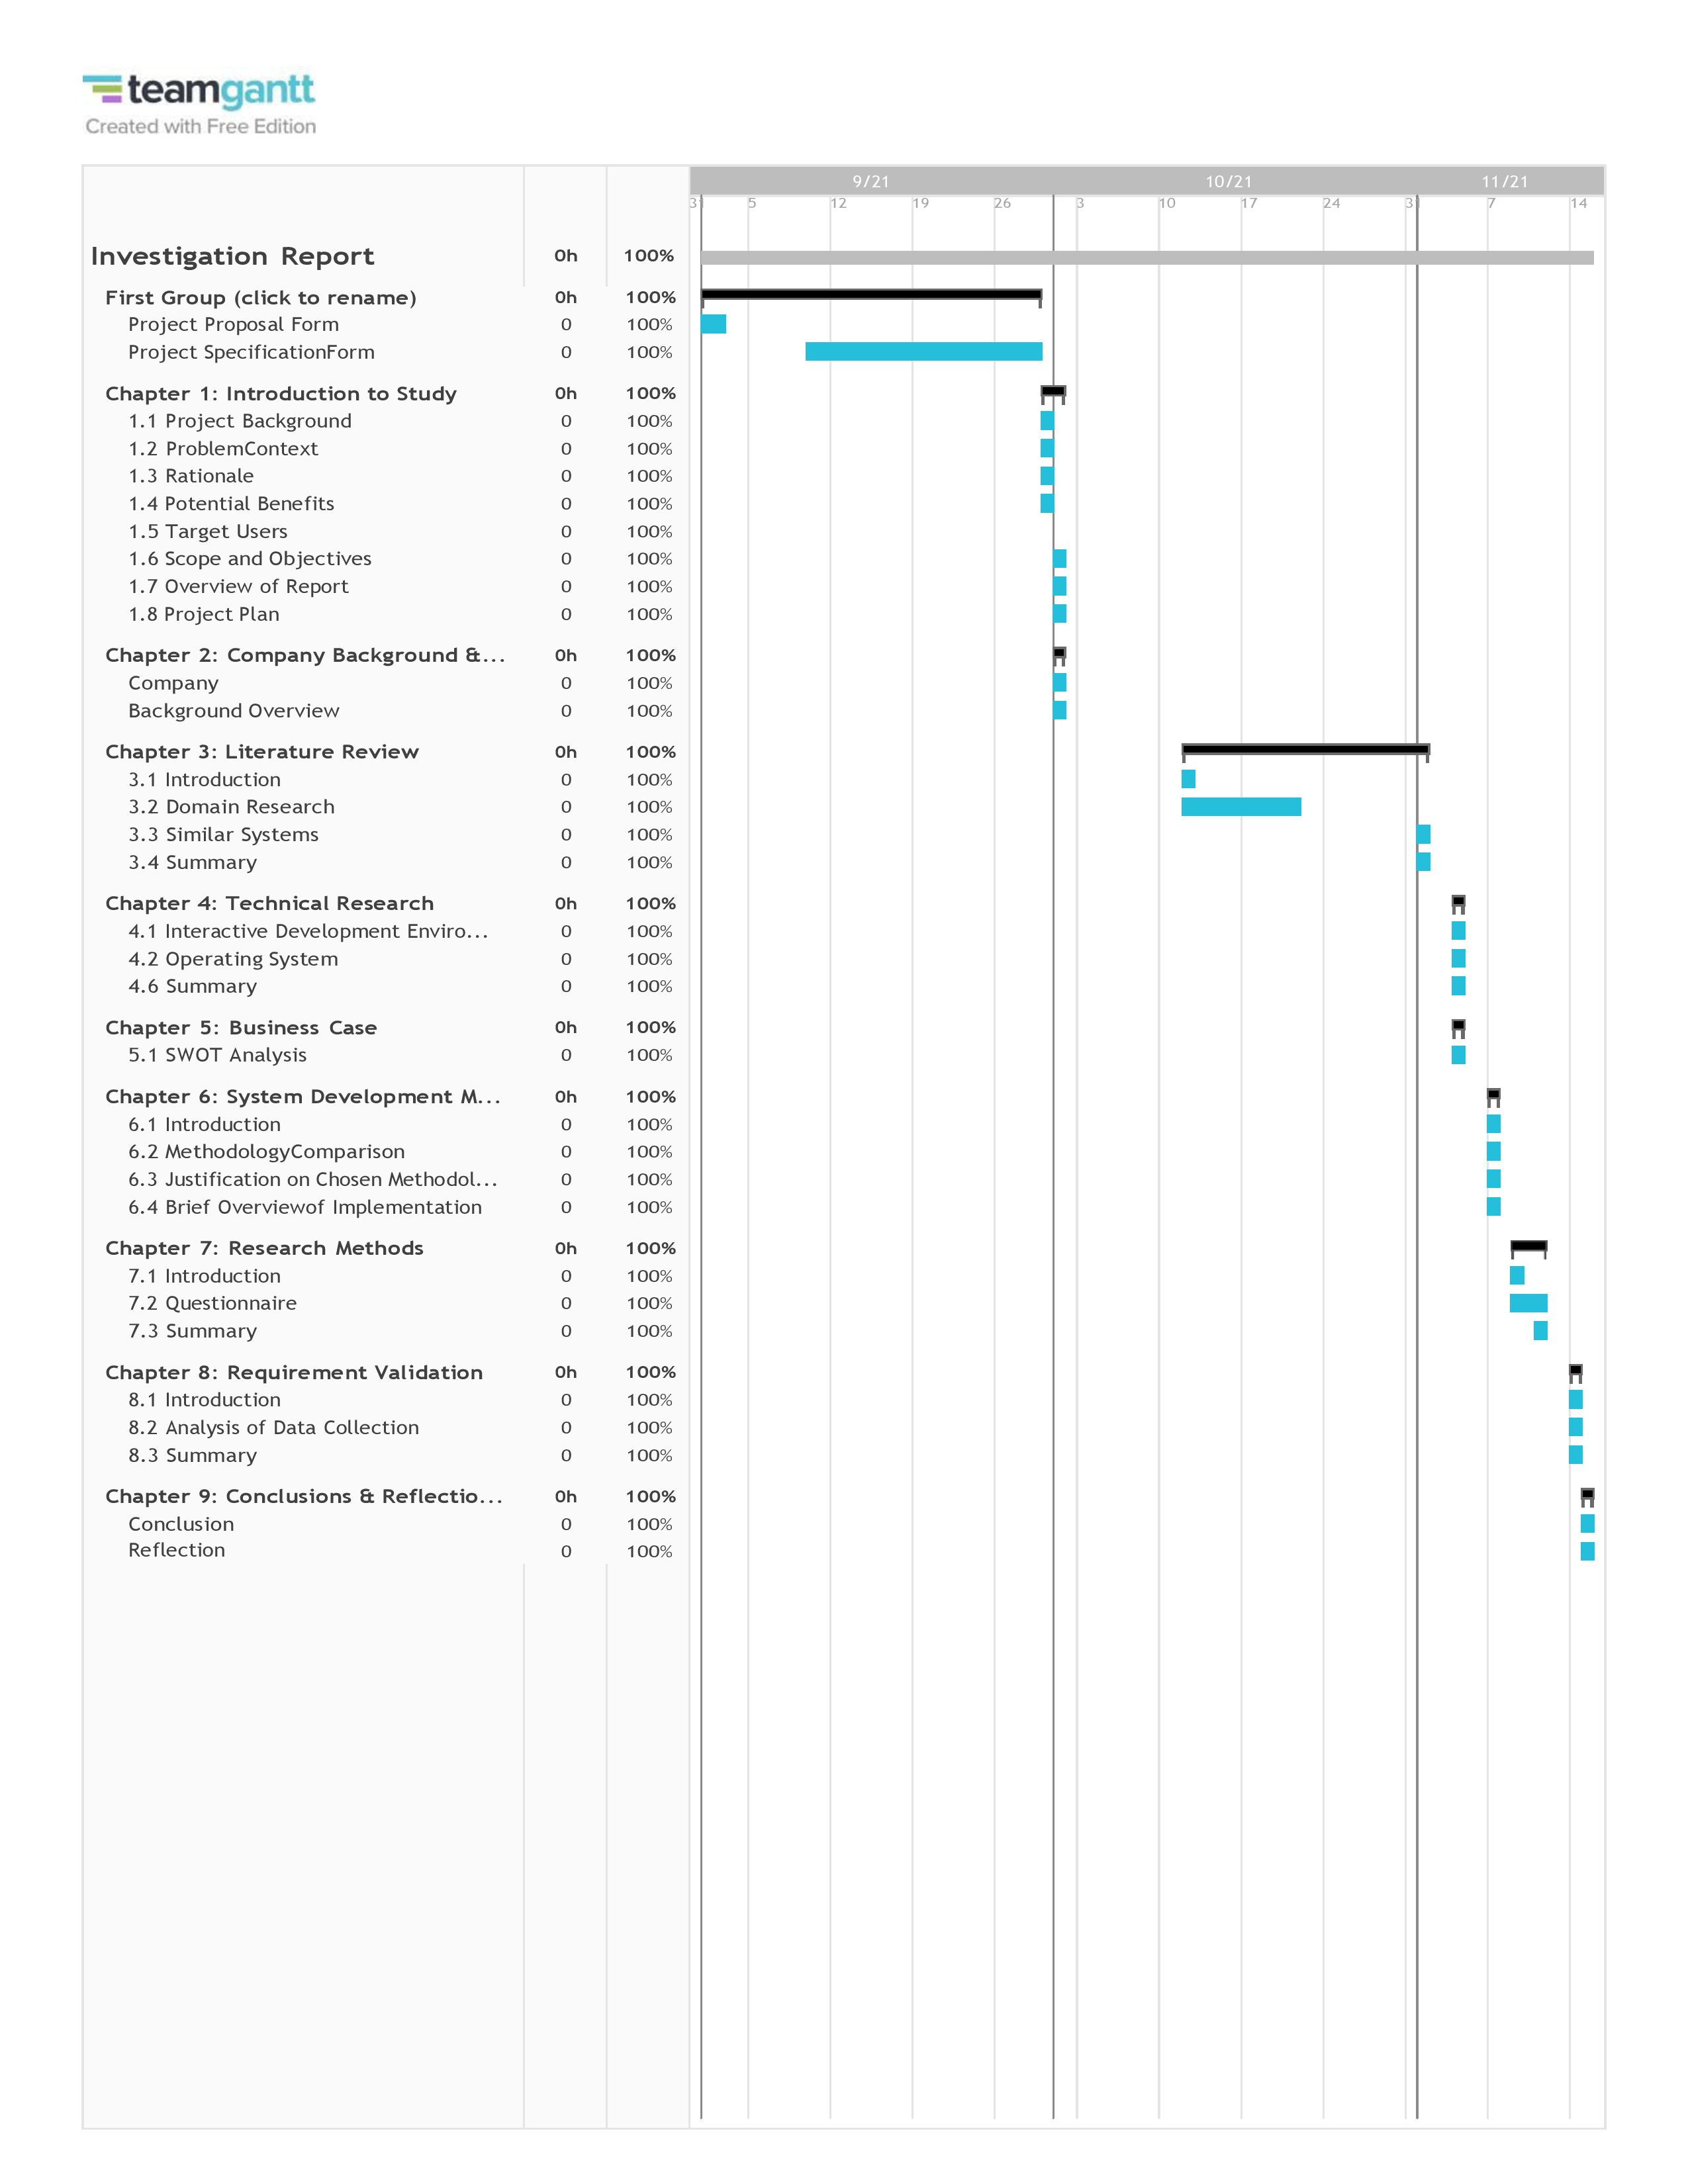 teamgantt
Created with Free Edition
9/21 10/21 11/21
31 5 12 19 26 3 10 17 24 31 7 14
Investigation Report 0h 100%
First Group (click to rename) 0h 100%
Project Proposal Form 0 100%
Project SpecificationForm 0 100%
Chapter 1: Introduction to Study 0h 100%
1.1 Project Background 0 100%
1.2 ProblemContext 0 100%
1.3 Rationale 0 100%
1.4 Potential Benefits 0 100%
1.5 Target Users 0 100%
1.6 Scope and Objectives 0 100%
1.7 Overview of Report 0 100%
1.8 Project Plan 0 100%
Chapter 2: Company Background &... 0h 100%
Company 0 100%
Background Overview 0 100%
Chapter 3: Literature Review 0h 100%
3.1 Introduction 0 100%
3.2 Domain Research 0 100%
3.3 Similar Systems 0 100%
3.4 Summary 0 100%
Chapter 4: Technical Research 0h 100%
4.1 Interactive Development Enviro... 0 100%
4.2 Operating System 0 100%
4.6 Summary 0 100%
Chapter 5: Business Case 0h 100%
5.1 SWOT Analysis 0 100%
Chapter 6: System Development M... 0h 100%
6.1 Introduction 0 100%
6.2 MethodologyComparison 0 100%
6.3 Justification on Chosen Methodol... 0 100%
6.4 Brief Overviewof Implementation 0 100%
Chapter 7: Research Methods 0h 100%
7.1 Introduction 0 100%
7.2 Questionnaire 0 100%
7.3 Summary 0 100%
Chapter 8: Requirement Validation 0h 100%
8.1 Introduction 0 100%
8.2 Analysis of Data Collection 0 100%
8.3 Summary 0 100%
Chapter 9: Conclusions & Reflectio... 0h 100%
Conclusion 0 100%
Reflection 0 100%